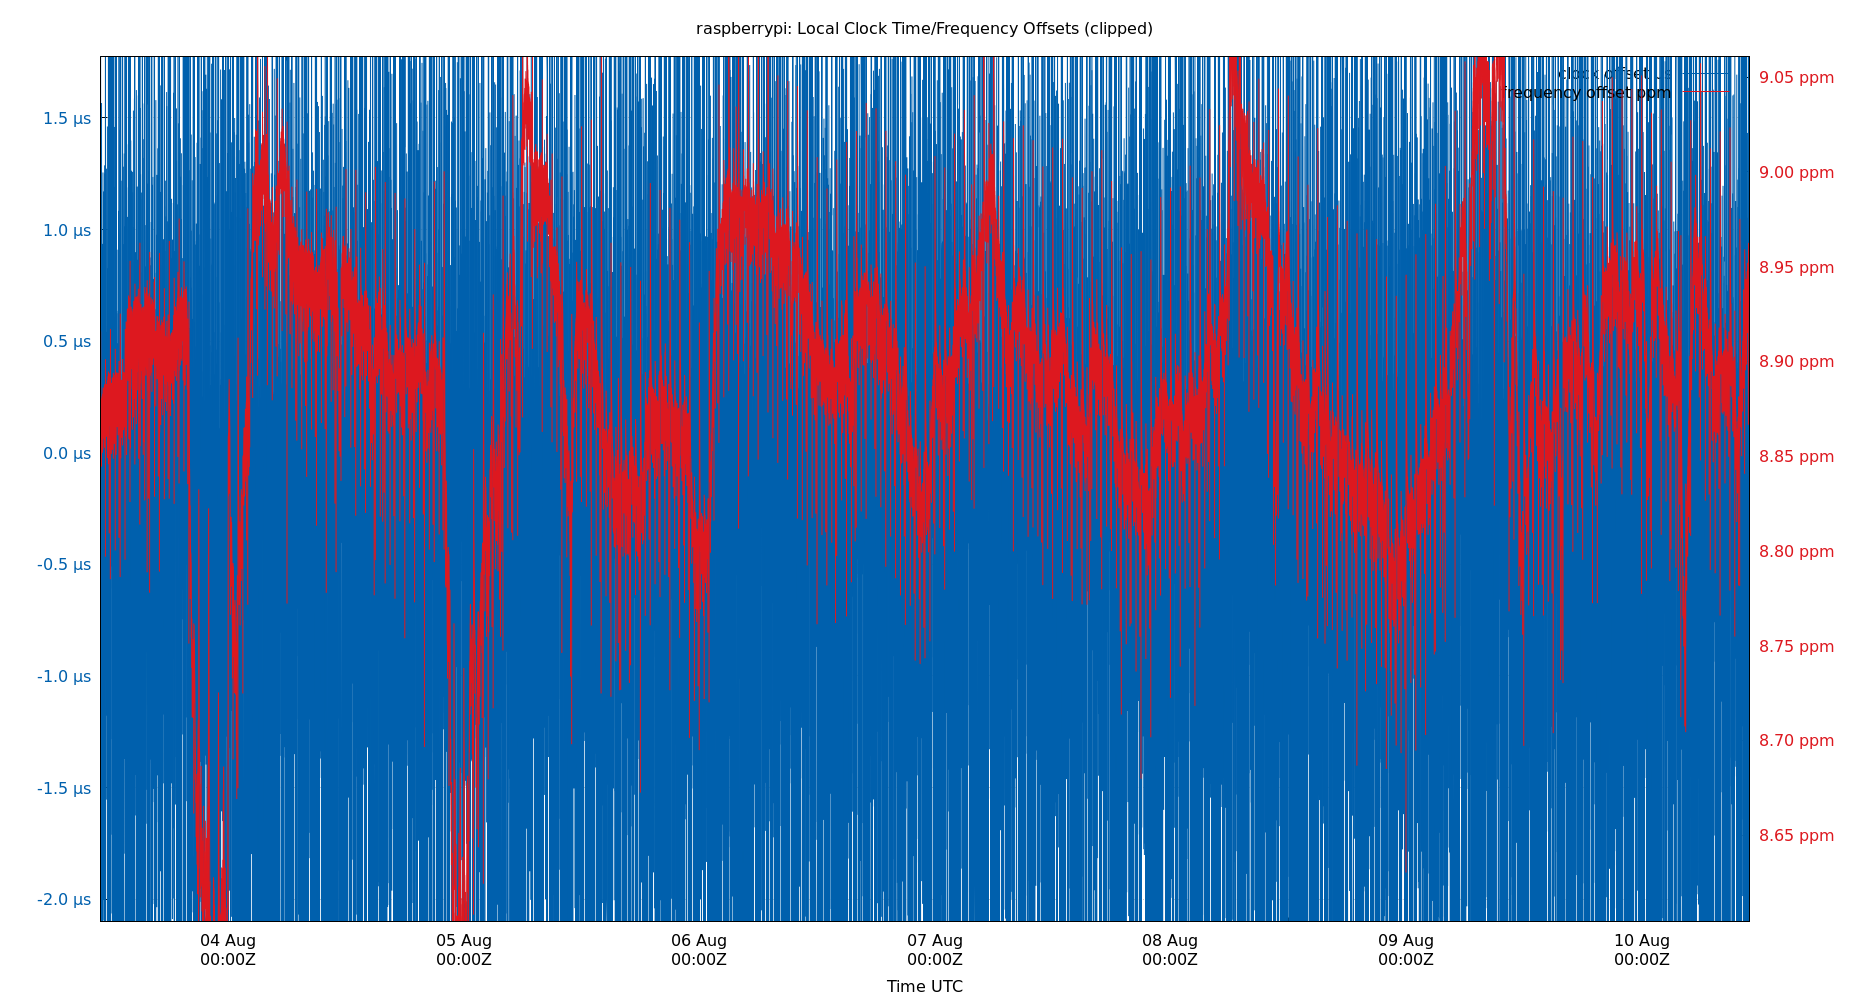 raspberrypi: Local Clock Time/Frequency Offsets (clipped)
clock offset us
frequency offset ppm
1.5 µs
1.0 µs
0.5 µs
0.0 µs
-0.5 µs
-1.0 µs
-1.5 µs
-2.0 µs
9.05 ppm
9.00 ppm
8.95 ppm
8.90 ppm
8.85 ppm
8.80 ppm
8.75 ppm
8.70 ppm
8.65 ppm
04 Aug 05 Aug 06 Aug 07 Aug 08 Aug 09 Aug 10 Aug
00:00Z 00:00Z 00:00Z 00:00Z 00:00Z 00:00Z 00:00Z
Time UTC